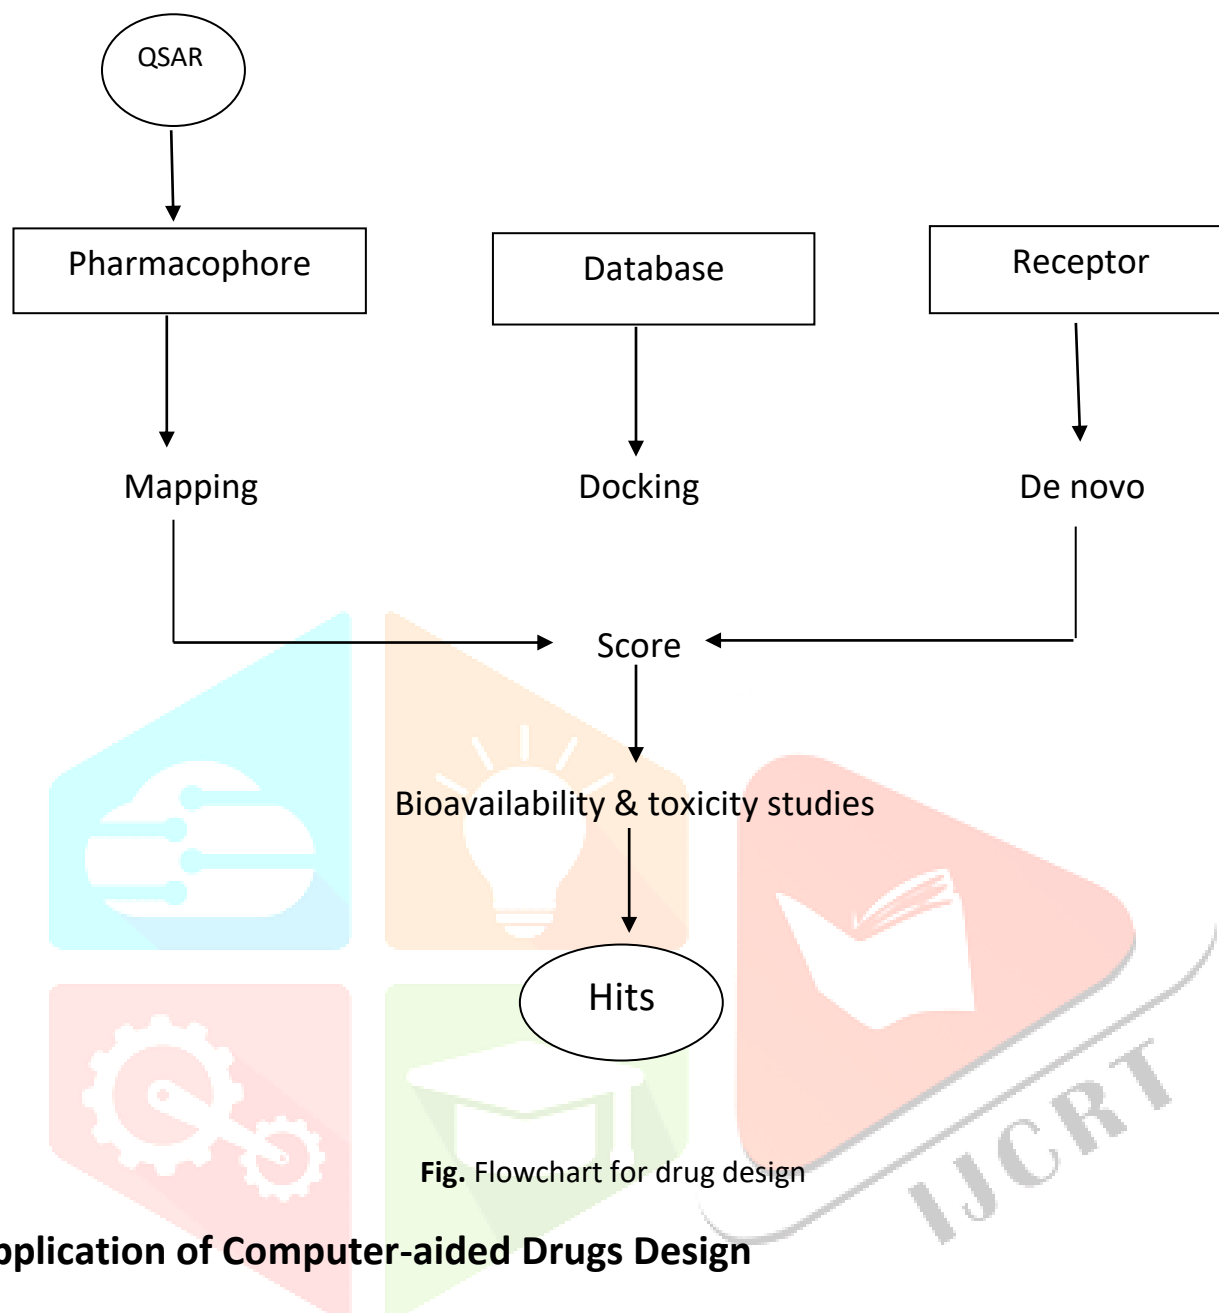 QSAR
Pharmacophore
Database
Receptor
Mapping
Docking
De novo
Score
Bioavailability & toxicity studies
Hits
Fig. Flowchart for drug design
IJCRT
pplication of Computer-aided Drugs Design